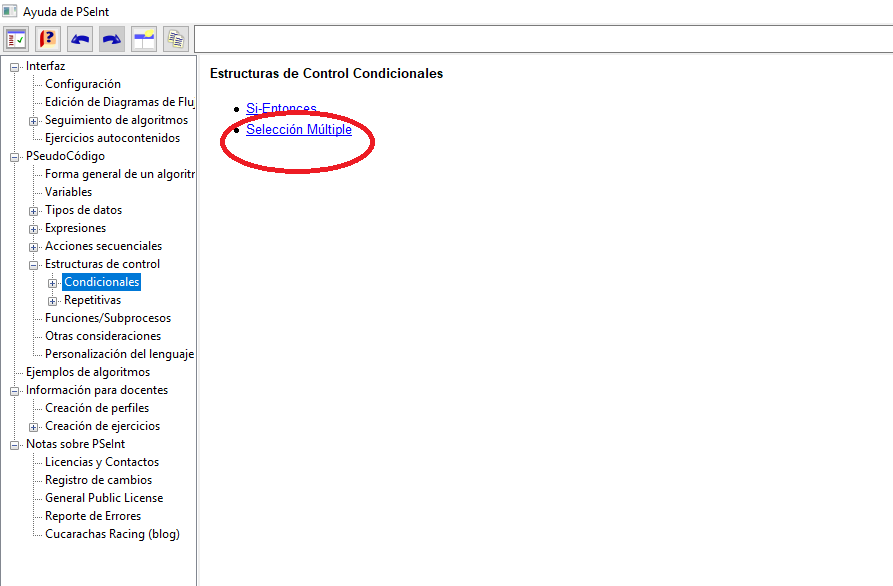 Ayuda de PSeInt
Interfaz
Configuración
Edición de Diagramas de Fluj
Seguimiento de algoritmos
Ejercicios autocontenidos
PSeudoCódigo
Forma general de un algoritm
Variables
Tipos de datos
Expresiones
Acciones secuenciales
Estructuras de control
Condicionales
Repetitivas
Funciones/Subprocesos
Otras consideraciones
Personalización del lenguaje
Ejemplos de algoritmos
Información para docentes
Creación de perfiles
Creación de ejercicios
Notas sobre PSeInt
Licencias y Contactos
Registro de cambios
General Public License
Reporte de Errores
Cucarachas Racing (blog)
Estructuras de Control Condicionales
Si-Entonces
Selección Múltiple